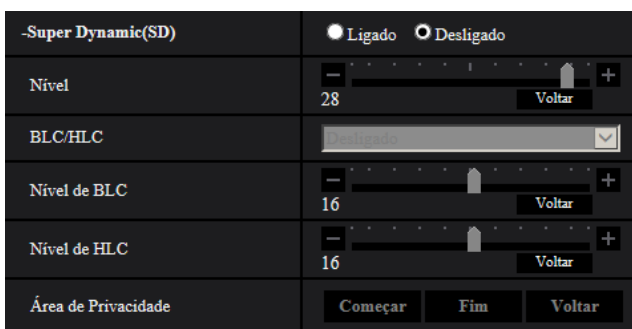 -Super Dynamic(SD) Ligado Desligado
Nível - +
28 Voltar
BLC/HLC Desligado
Nível de BLC - +
16 Voltar
Nível de HLC - +
16 Voltar
Área de Privacidade Começar Fim Voltar